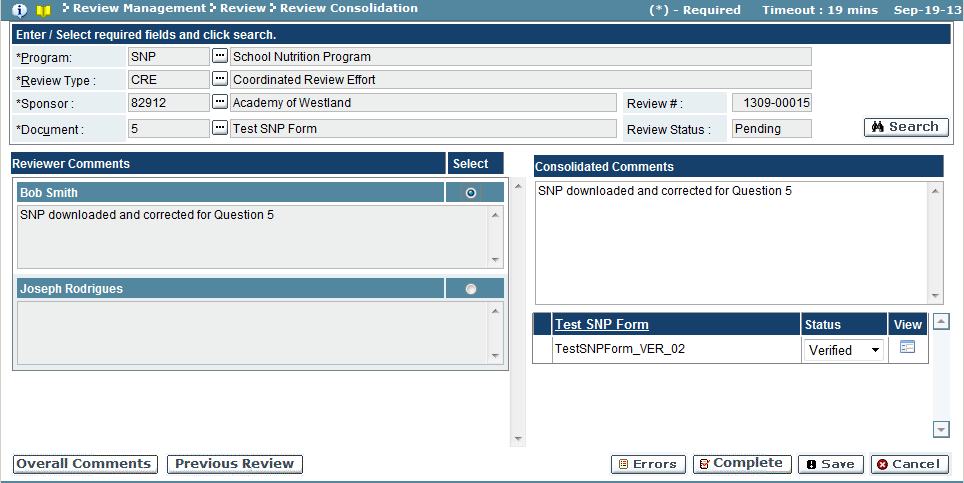 Review Management > Review > Review Consolidation (*) - Required Timeout : 19 mins Sep-19-13
Enter / Select required fields and click search.
*Program: SNP ... School Nutrition Program
*Review Type : CRE ... Coordinated Review Effort
*Sponsor : 82912 ... Academy of Westland Review # : 1309-00015
*Document : 5 ... Test SNP Form Review Status : Pending Search
Reviewer Comments Select
Bob Smith
SNP downloaded and corrected for Question 5
Joseph Rodrigues
Consolidated Comments
SNP downloaded and corrected for Question 5
Test SNP Form Status View
TestSNPForm_VER_02 Verified
Overall Comments Previous Review Errors Complete Save Cancel